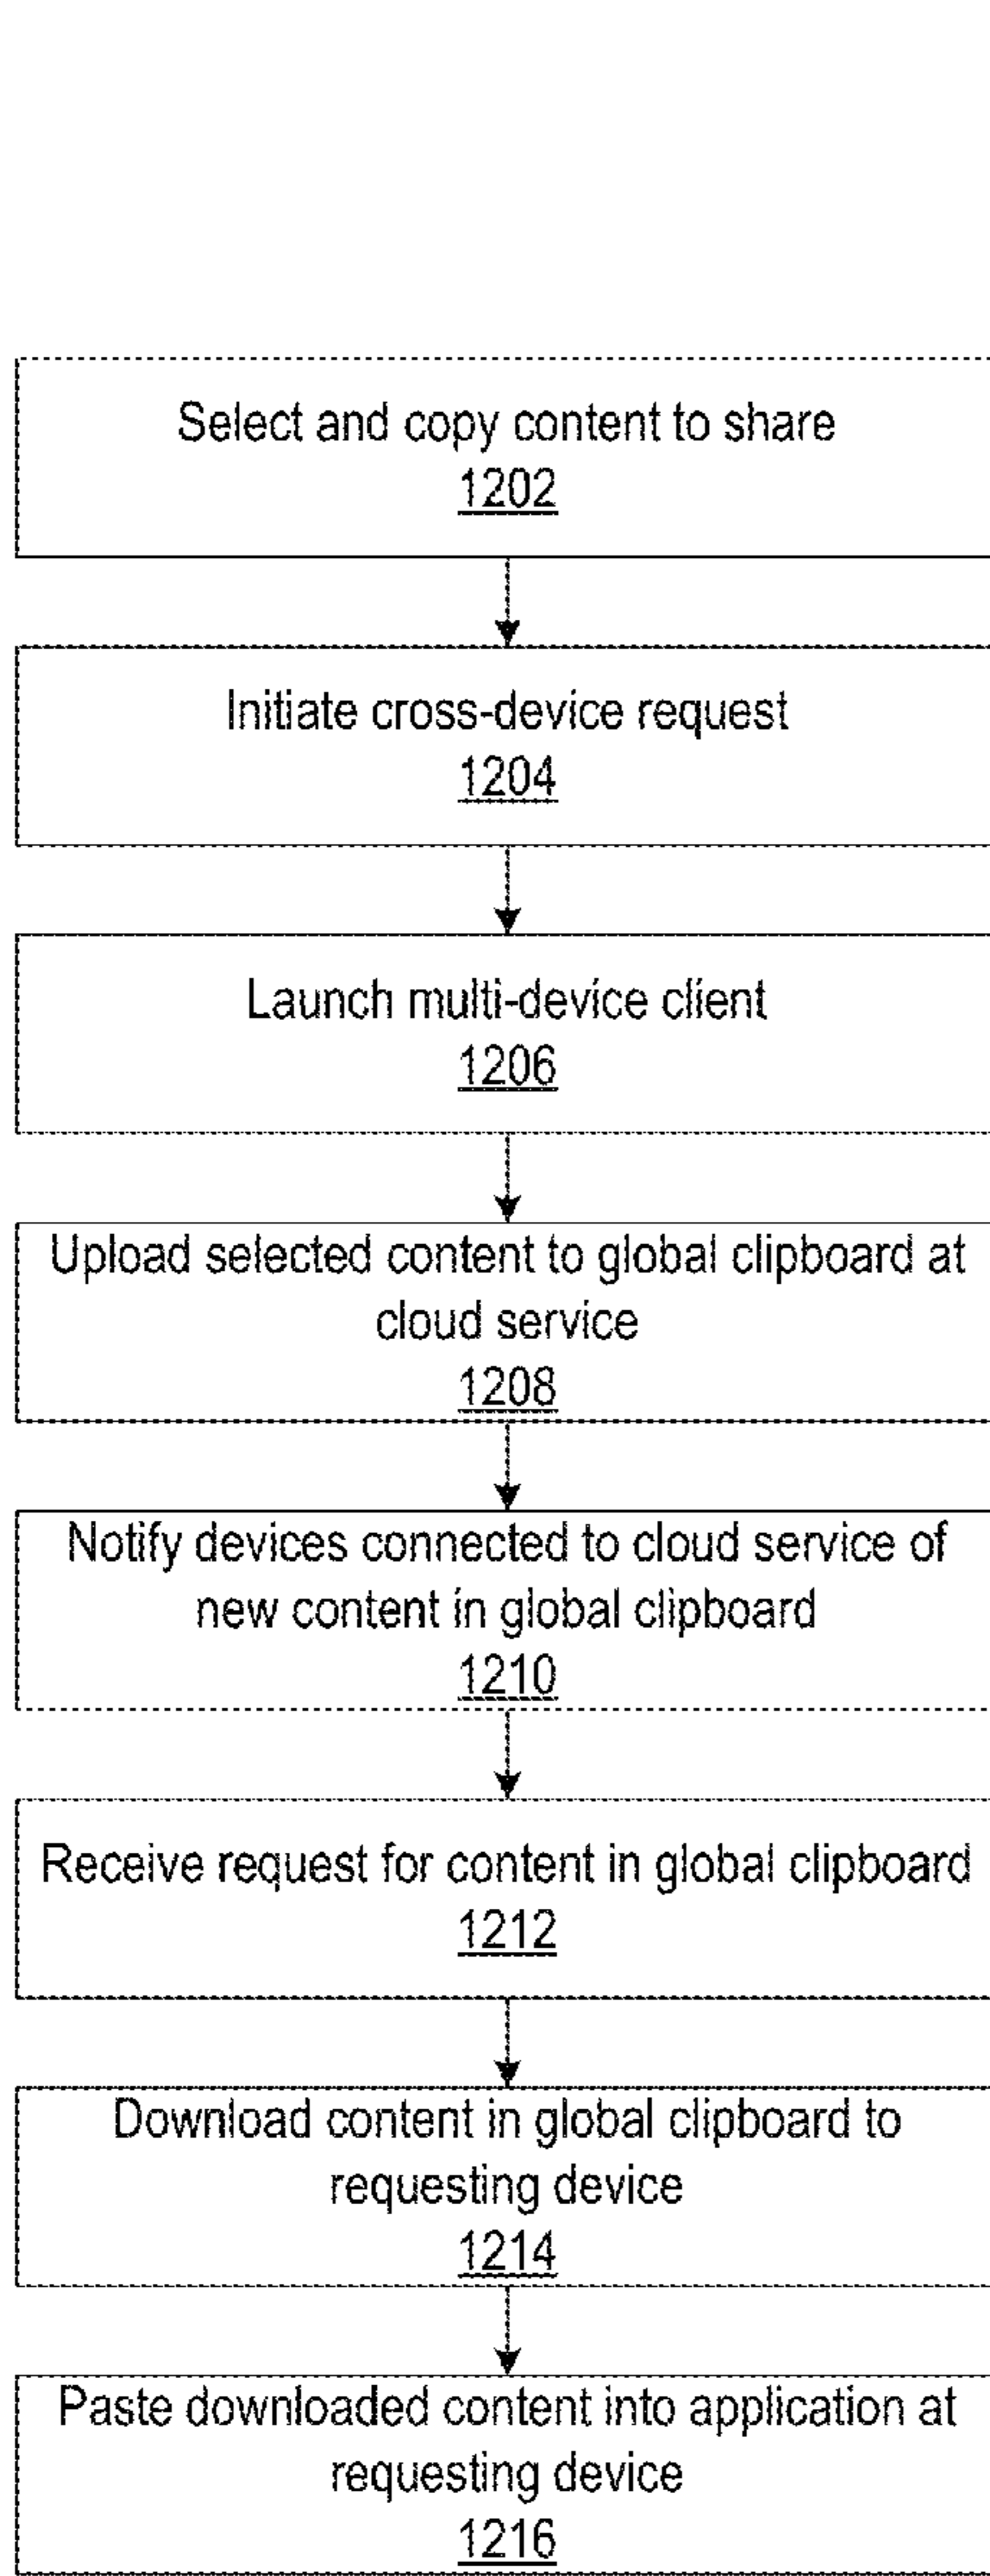 Select and copy content to share
1202
Initiate cross-device request
1204
Launch multi-device client
1206
Upload selected content to global clipboard at
cloud service
1208
Notify devices connected to cloud service of
new content in global clipboard
1210
Receive request for content in global clipboard
1212
Download content in global clipboard to
requesting device
1214
Paste downloaded content into application at
requesting device
1216